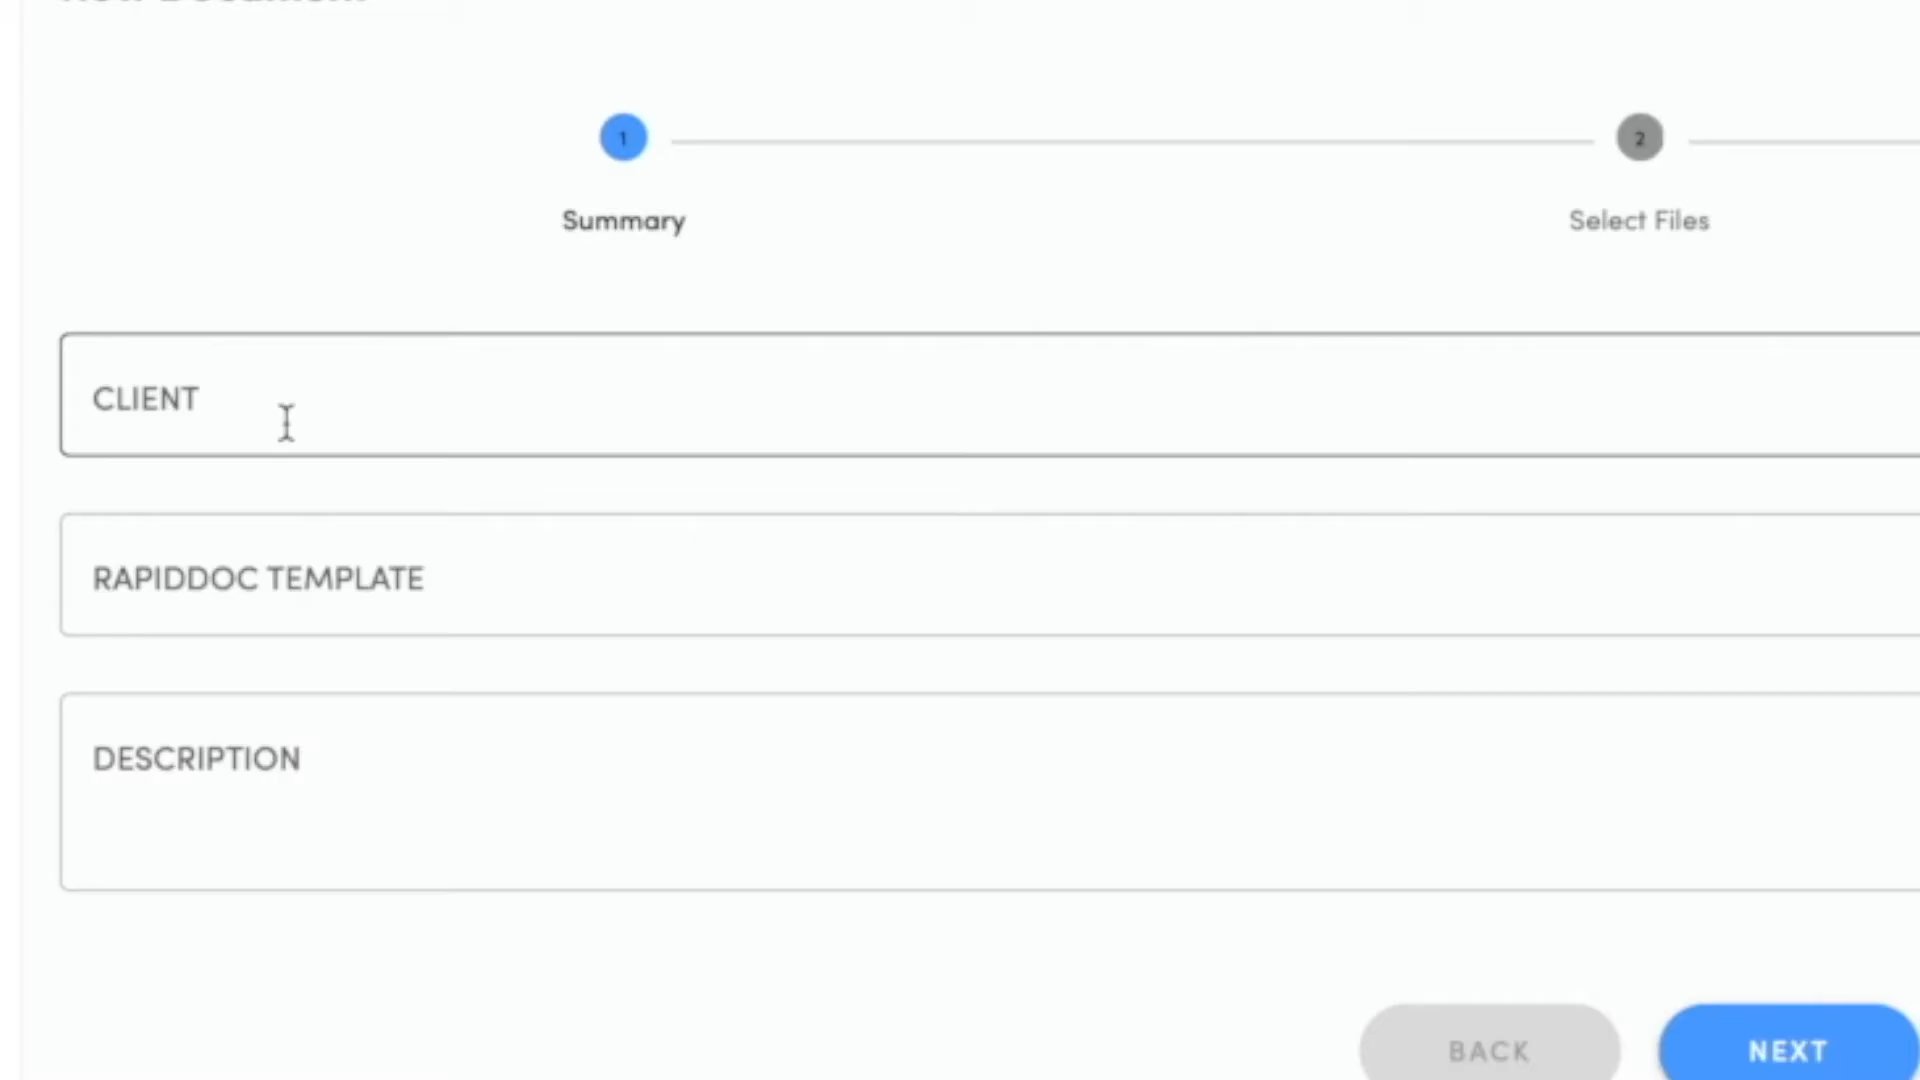 1
2
Summary
Select Files
CLIENT
RAPIDDOC TEMPLATE
DESCRIPTION
BACK
NEXT